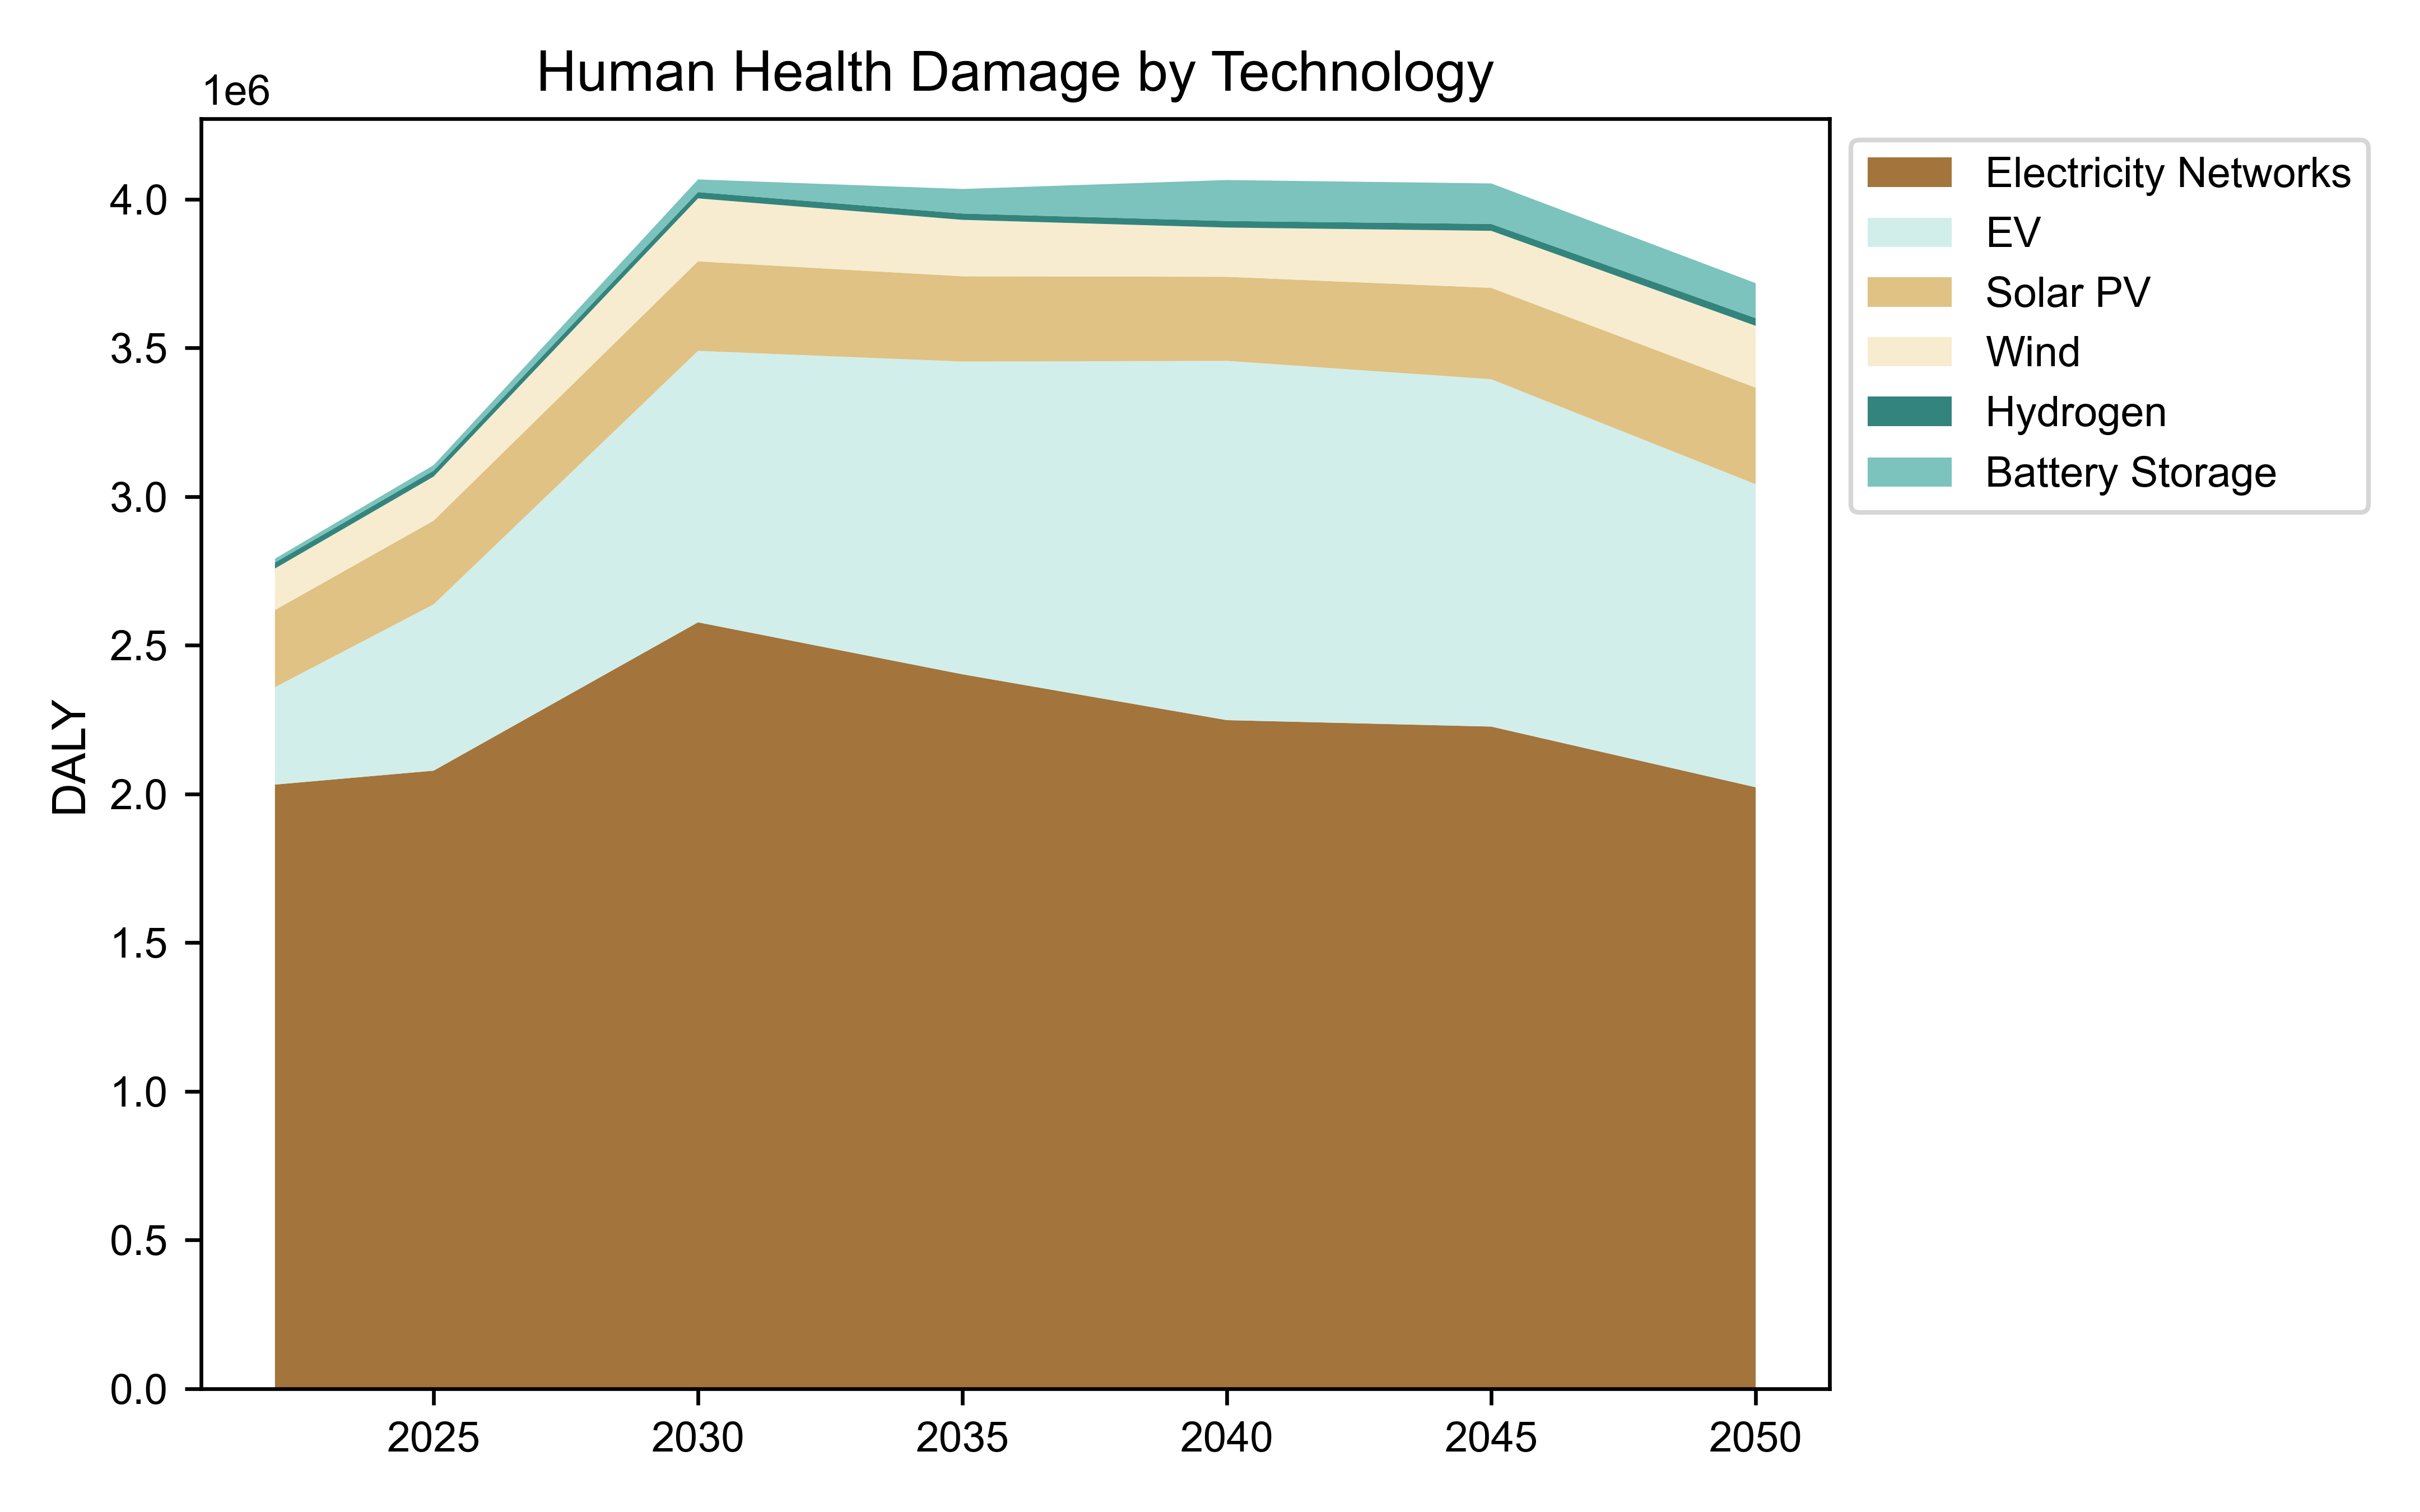 Human Health Damage by Technology
1e6
DALY
4.0
3.5
3.0
2.5
2.0
1.5
1.0
0.5
0.0
2025 2030 2035 2040 2045 2050
Electricity Networks
EV
Solar PV
Wind
Hydrogen
Battery Storage